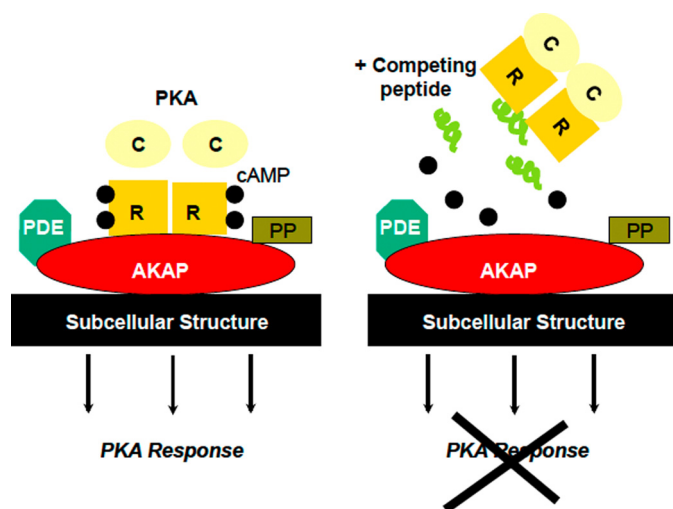 PKA
C
C
cAMP
R
R
PDE
PP
AKAP
Subcellular Structure
PKA Response
+ Competing
peptide
C
R
C
R
PDE
PP
AKAP
Subcellular Structure
PKA Response